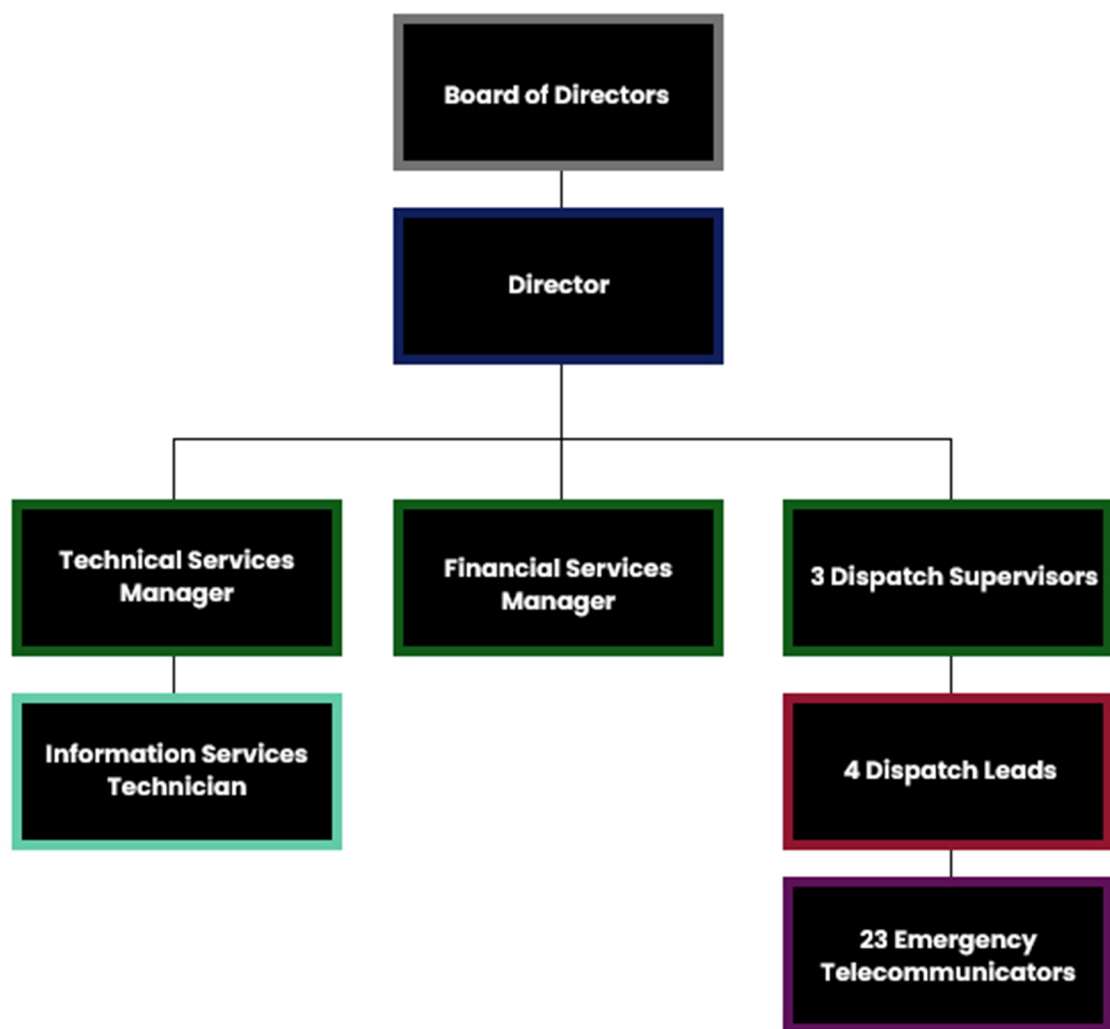 Board of Directors
Director
Technical Services
Manager
Financial Services
Manager
3 Dispatch Supervisors
Information Services
Technician
4 Dispatch Leads
23 Emergency
Telecommunicators